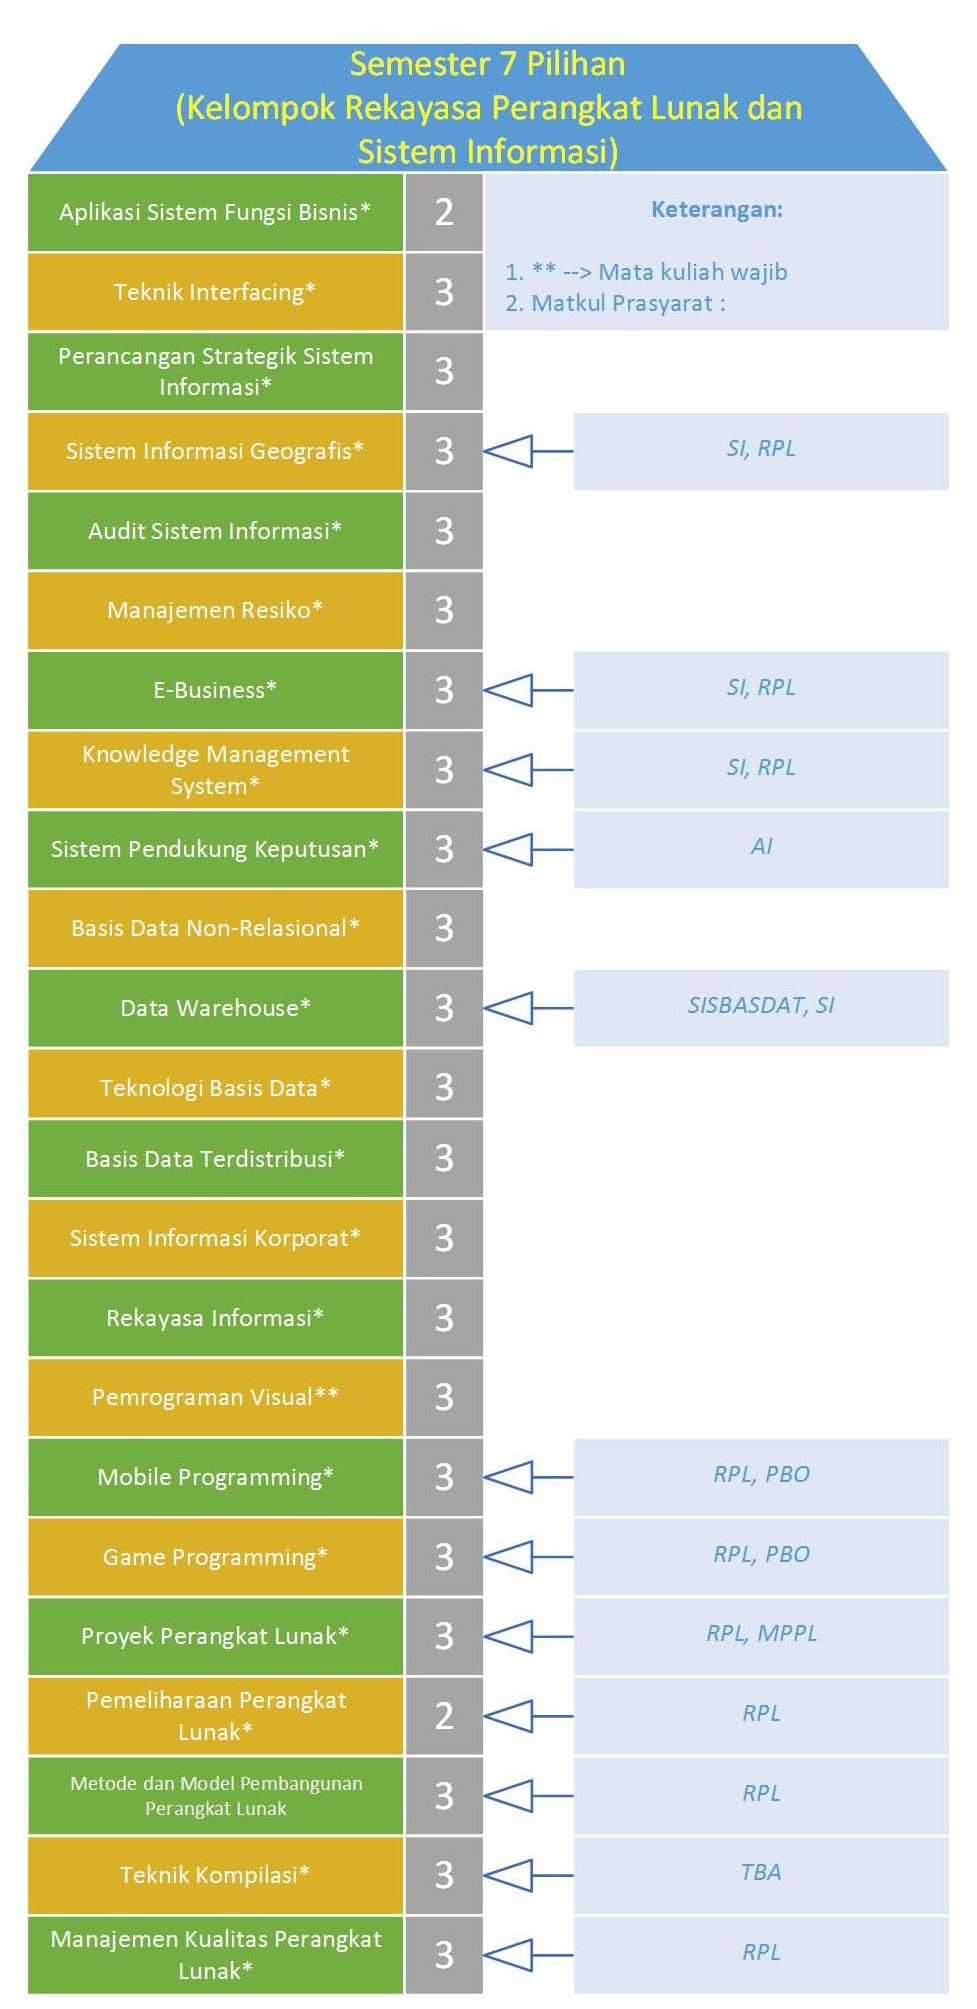 Semester 7 Pilihan
(Kelompok Rekayasa Perangkat Lunak dan
Sistem Informasi)
Aplikasi Sistem Fungsi Bisnis*
2
Keterangan:
1. ** --> Mata kuliah wajib
2. Matkul Prasyarat :
Teknik Interfacing*
3
Perancangan Strategik Sistem
Informasi*
3
Sistem Informasi Geografis*
3
SI, RPL
Audit Sistem Informasi*
3
Manajemen Resiko*
3
E-Business*
3
SI, RPL
Knowledge Management
System*
3
SI, RPL
Sistem Pendukung Keputusan*
3
AI
Basis Data Non-Relasional*
3
Data Warehouse*
3
SISBASDAT, SI
Teknologi Basis Data*
3
Basis Data Terdistribusi*
3
Sistem Informasi Korporat*
3
Rekayasa Informasi*
3
Pemrograman Visual**
3
Mobile Programming*
3
RPL, PBO
Game Programming*
3
RPL, PBO
Proyek Perangkat Lunak*
3
RPL, MPPL
Pemeliharaan Perangkat
Lunak*
2
RPL
Metode dan Model Pembangunan
Perangkat Lunak
3
RPL
Teknik Kompilasi*
3
TBA
Manajemen Kualitas Perangkat
Lunak*
3
RPL